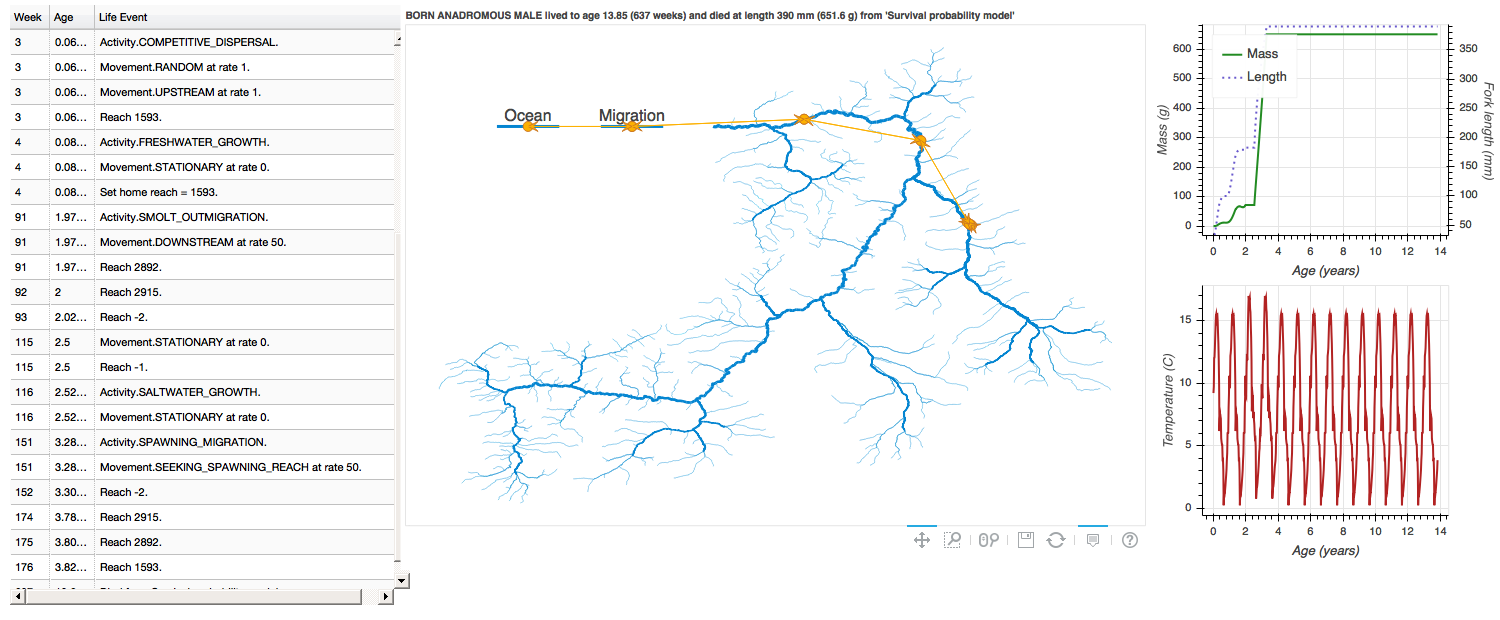 Week Age Life Event
3 0.06... Activity.COMPETITIVE_DISPERSAL.
3 0.06... Movement.RANDOM at rate 1.
3 0.06... Movement.UPSTREAM at rate 1.
3 0.06... Reach 1593.
4 0.08... Activity.FRESHWATER_GROWTH.
4 0.08... Movement.STATIONARY at rate 0.
4 0.08... Set home reach = 1593.
91 1.97... Activity.SMOLT_OUTMIGRATION.
91 1.97... Movement.DOWNSTREAM at rate 50.
91 1.97... Reach 2892.
92 2 Reach 2915.
93 2.02... Reach -2.
115 2.5 Movement.STATIONARY at rate 0.
115 2.5 Reach -1.
116 2.52... Activity.SALTWATER_GROWTH.
116 2.52... Movement.STATIONARY at rate 0.
151 3.28... Activity.SPAWNING_MIGRATION.
151 3.28... Movement.SEEKING_SPAWNING_REACH at rate 50.
152 3.30... Reach -2.
174 3.78... Reach 2915.
175 3.80... Reach 2892.
176 3.82... Reach 1593.
BORN ANADROMOUS MALE lived to age 13.85 (637 weeks) and died at length 390 mm (651.6 g) from 'Survival probability model'
Ocean Migration
Mass
Length
Mass (g)
600
500
400
300
200
100
0
350
300
250
200
150
100
50
Fork length (mm)
0 2 4 6 8 10 12 14
Age (years)
Temperature (C)
15
10
5
0
0 2 4 6 8 10 12 14
Age (years)